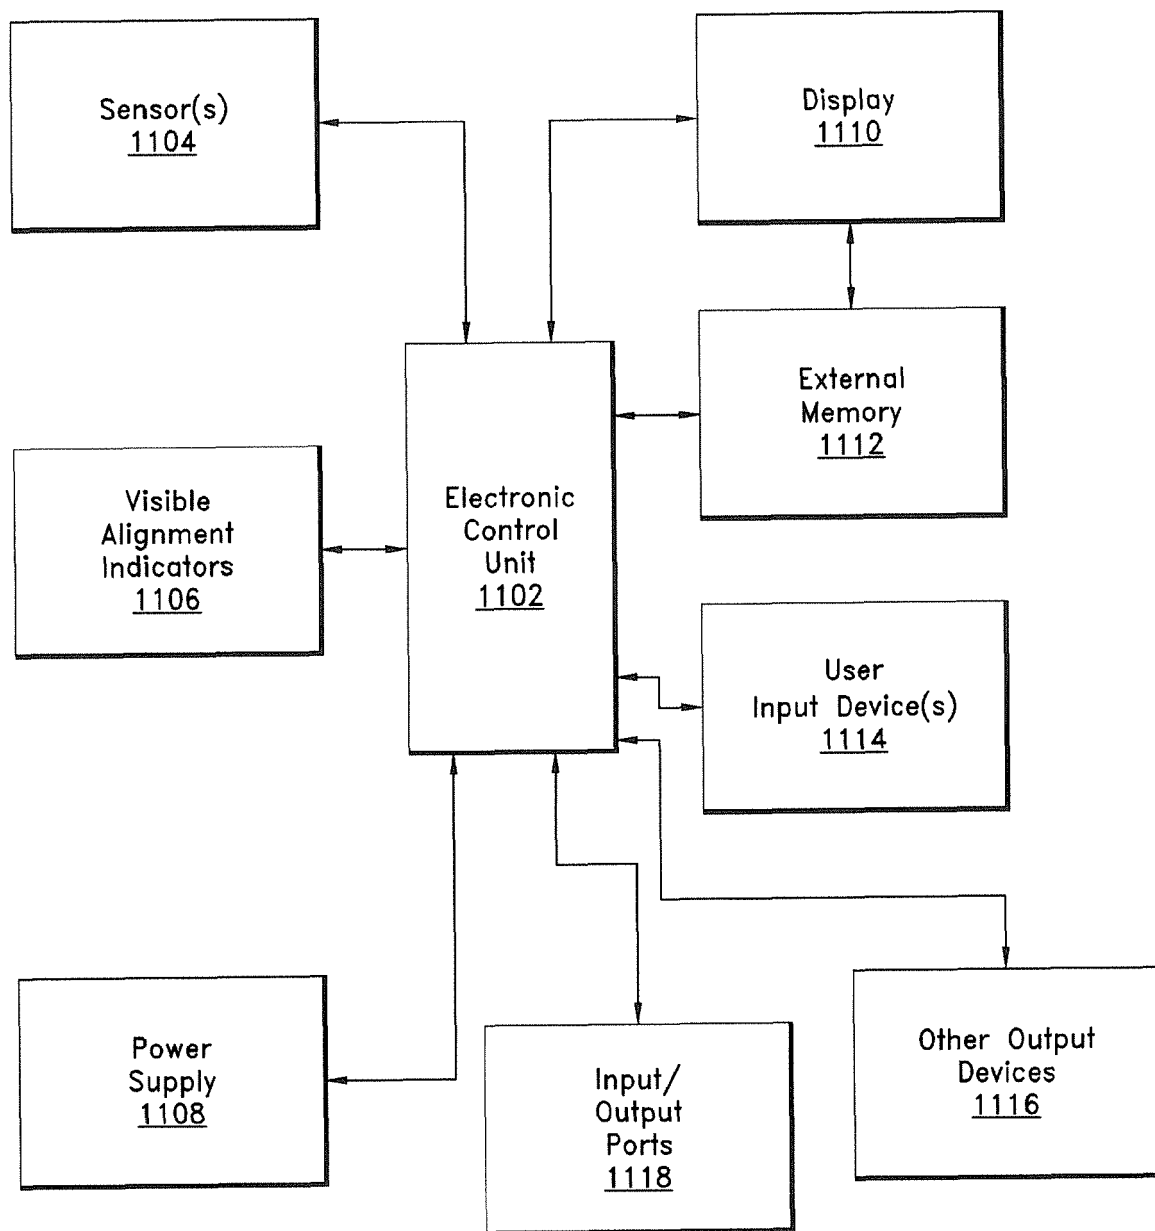 Sensor(s)
1104
Display
1110
External
Memory
1112
Visible
Alignment
Indicators
1106
Electronic
Control
Unit
1102
User
Input Device(s)
1114
Power
Supply
1108
Input/
Output
Ports
1118
Other Output
Devices
1116